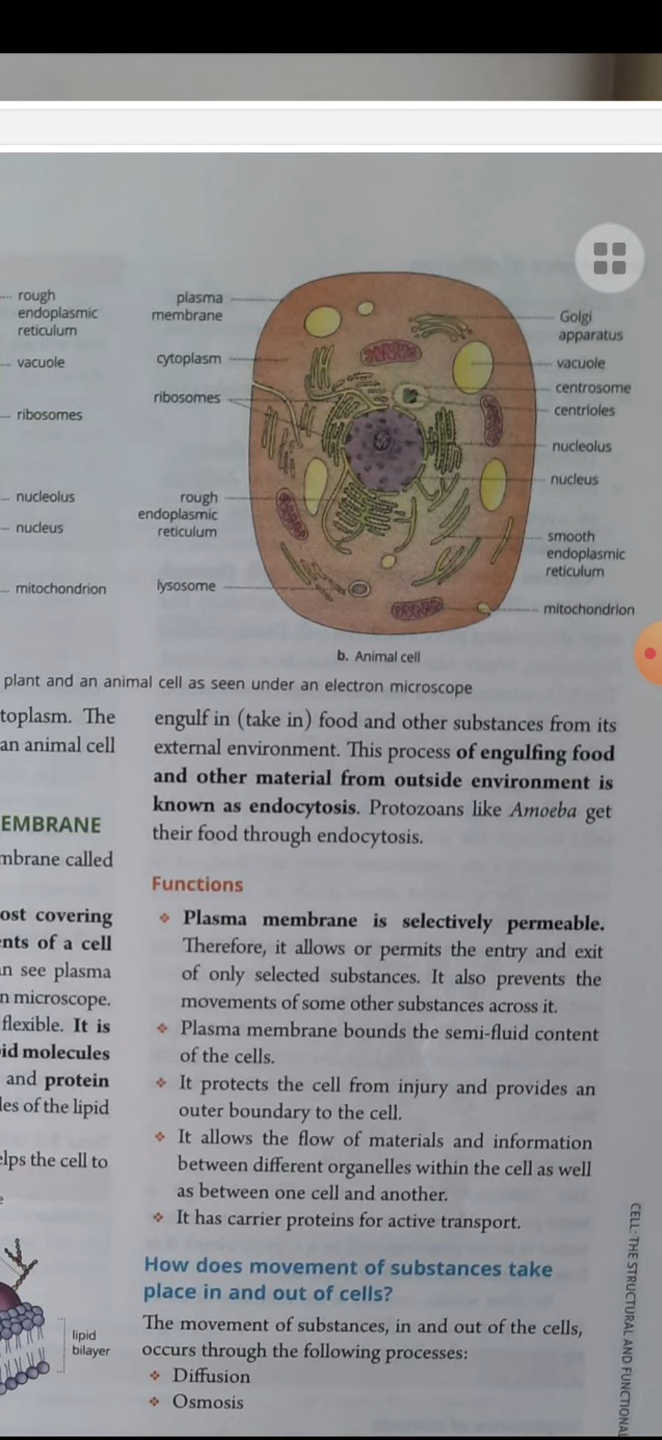 rough
endoplasmic
reticulum
vacuole
ribosomes
nucleolus
nucleus
mitochondrion
plasma
membrane
cytoplasm
ribosomes
rough
endoplasmic
reticulum
lysosome
Golgi
apparatus
vacuole
centrosome
centrioles
nucleolus
nucleus
smooth
endoplasmic
reticulum
mitochondrion
b. Animal cell
plant and an animal cell as seen under an electron microscope
toplasm. The
an animal cell
EMBRANE
mbrane called
ost covering
nts of a cell
n see plasma
n microscope.
flexible. It is
id molecules
and protein
les of the lipid
elps the cell to
lipid
bilayer
engulf in (take in) food and other substances from its
external environment. This process of engulfing food
and other material from outside environment is
known as endocytosis. Protozoans like Amoeba get
their food through endocytosis.
Functions
❖ Plasma membrane is selectively permeable.
Therefore, it allows or permits the entry and exit
of only selected substances. It also prevents the
movements of some other substances across it.
❖ Plasma membrane bounds the semi-fluid content
of the cells.
❖ It protects the cell from injury and provides an
outer boundary to the cell.
❖ It allows the flow of materials and information
between different organelles within the cell as well
as between one cell and another.
❖ It has carrier proteins for active transport.
How does movement of substances take
place in and out of cells?
The movement of substances, in and out of the cells,
occurs through the following processes:
❖ Diffusion
❖ Osmosis
CELL: THE STRUCTURAL AND FUNCTIONAL